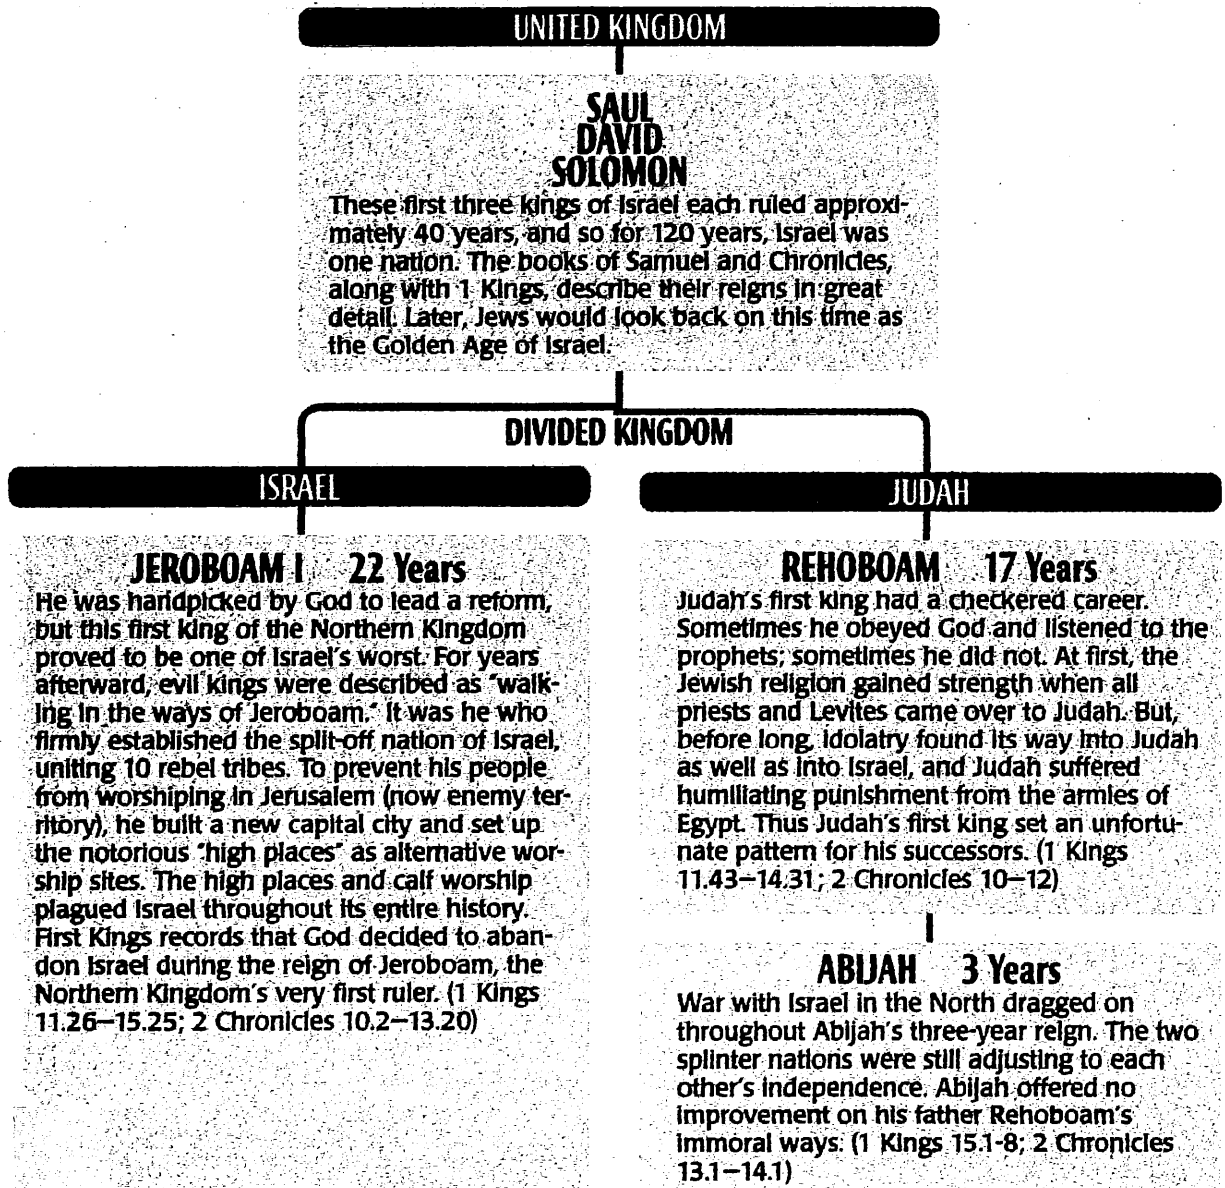 UNITED KINGDOM
SAUL
DAVID
SOLOMON
These first three kings of Israel each ruled approxi-
mately 40 years, and so for 120 years, Israel was
one nation. The books of Samuel and Chronicles,
along with 1 Kings, describe their reigns in great
detail. Later, Jews would look back on this time as
the Golden Age of Israel.
DIVIDED KINGDOM
ISRAEL
JEROBOAM I 22 Years
He was handpicked by God to lead a reform,
but this first king of the Northern Kingdom
proved to be one of Israel's worst. For years
afterward, evil kings were described as "walk-
ing in the ways of Jeroboam." It was he who
firmly established the split-off nation of Israel,
uniting 10 rebel tribes. To prevent his people
from worshiping in Jerusalem (now enemy ter-
ritory), he built a new capital city and set up
the notorious "high places" as alternative wor-
ship sites. The high places and calf worship
plagued Israel throughout its entire history.
First Kings records that God decided to aban-
don Israel during the reign of Jeroboam, the
Northern Kingdom's very first ruler. (1 Kings
11.26–15.25; 2 Chronicles 10.2–13.20)
JUDAH
REHOBOAM 17 Years
Judah's first king had a checkered career.
Sometimes he obeyed God and listened to the
prophets; sometimes he did not. At first, the
Jewish religion gained strength when all
priests and Levites came over to Judah. But,
before long, idolatry found its way into Judah
as well as into Israel, and Judah suffered
humiliating punishment from the armies of
Egypt. Thus Judah's first king set an unfortu-
nate pattern for his successors. (1 Kings
11.43–14.31; 2 Chronicles 10–12)
ABIJAH 3 Years
War with Israel in the North dragged on
throughout Abijah's three-year reign. The two
splinter nations were still adjusting to each
other's independence. Abijah offered no
improvement on his father Rehoboam's
immoral ways. (1 Kings 15.1-8; 2 Chronicles
13.1–14.1)